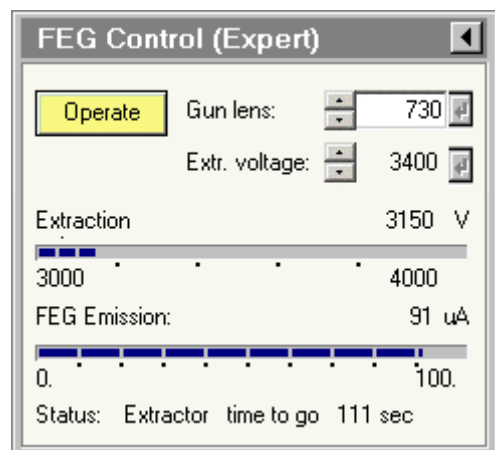 FEG Control (Expert)
Operate Gun lens: 730
Extr. voltage: 3400
Extraction 3150 V
3000 4000
FEG Emission: 91 uA
0. 100.
Status: Extractor time to go 111 sec